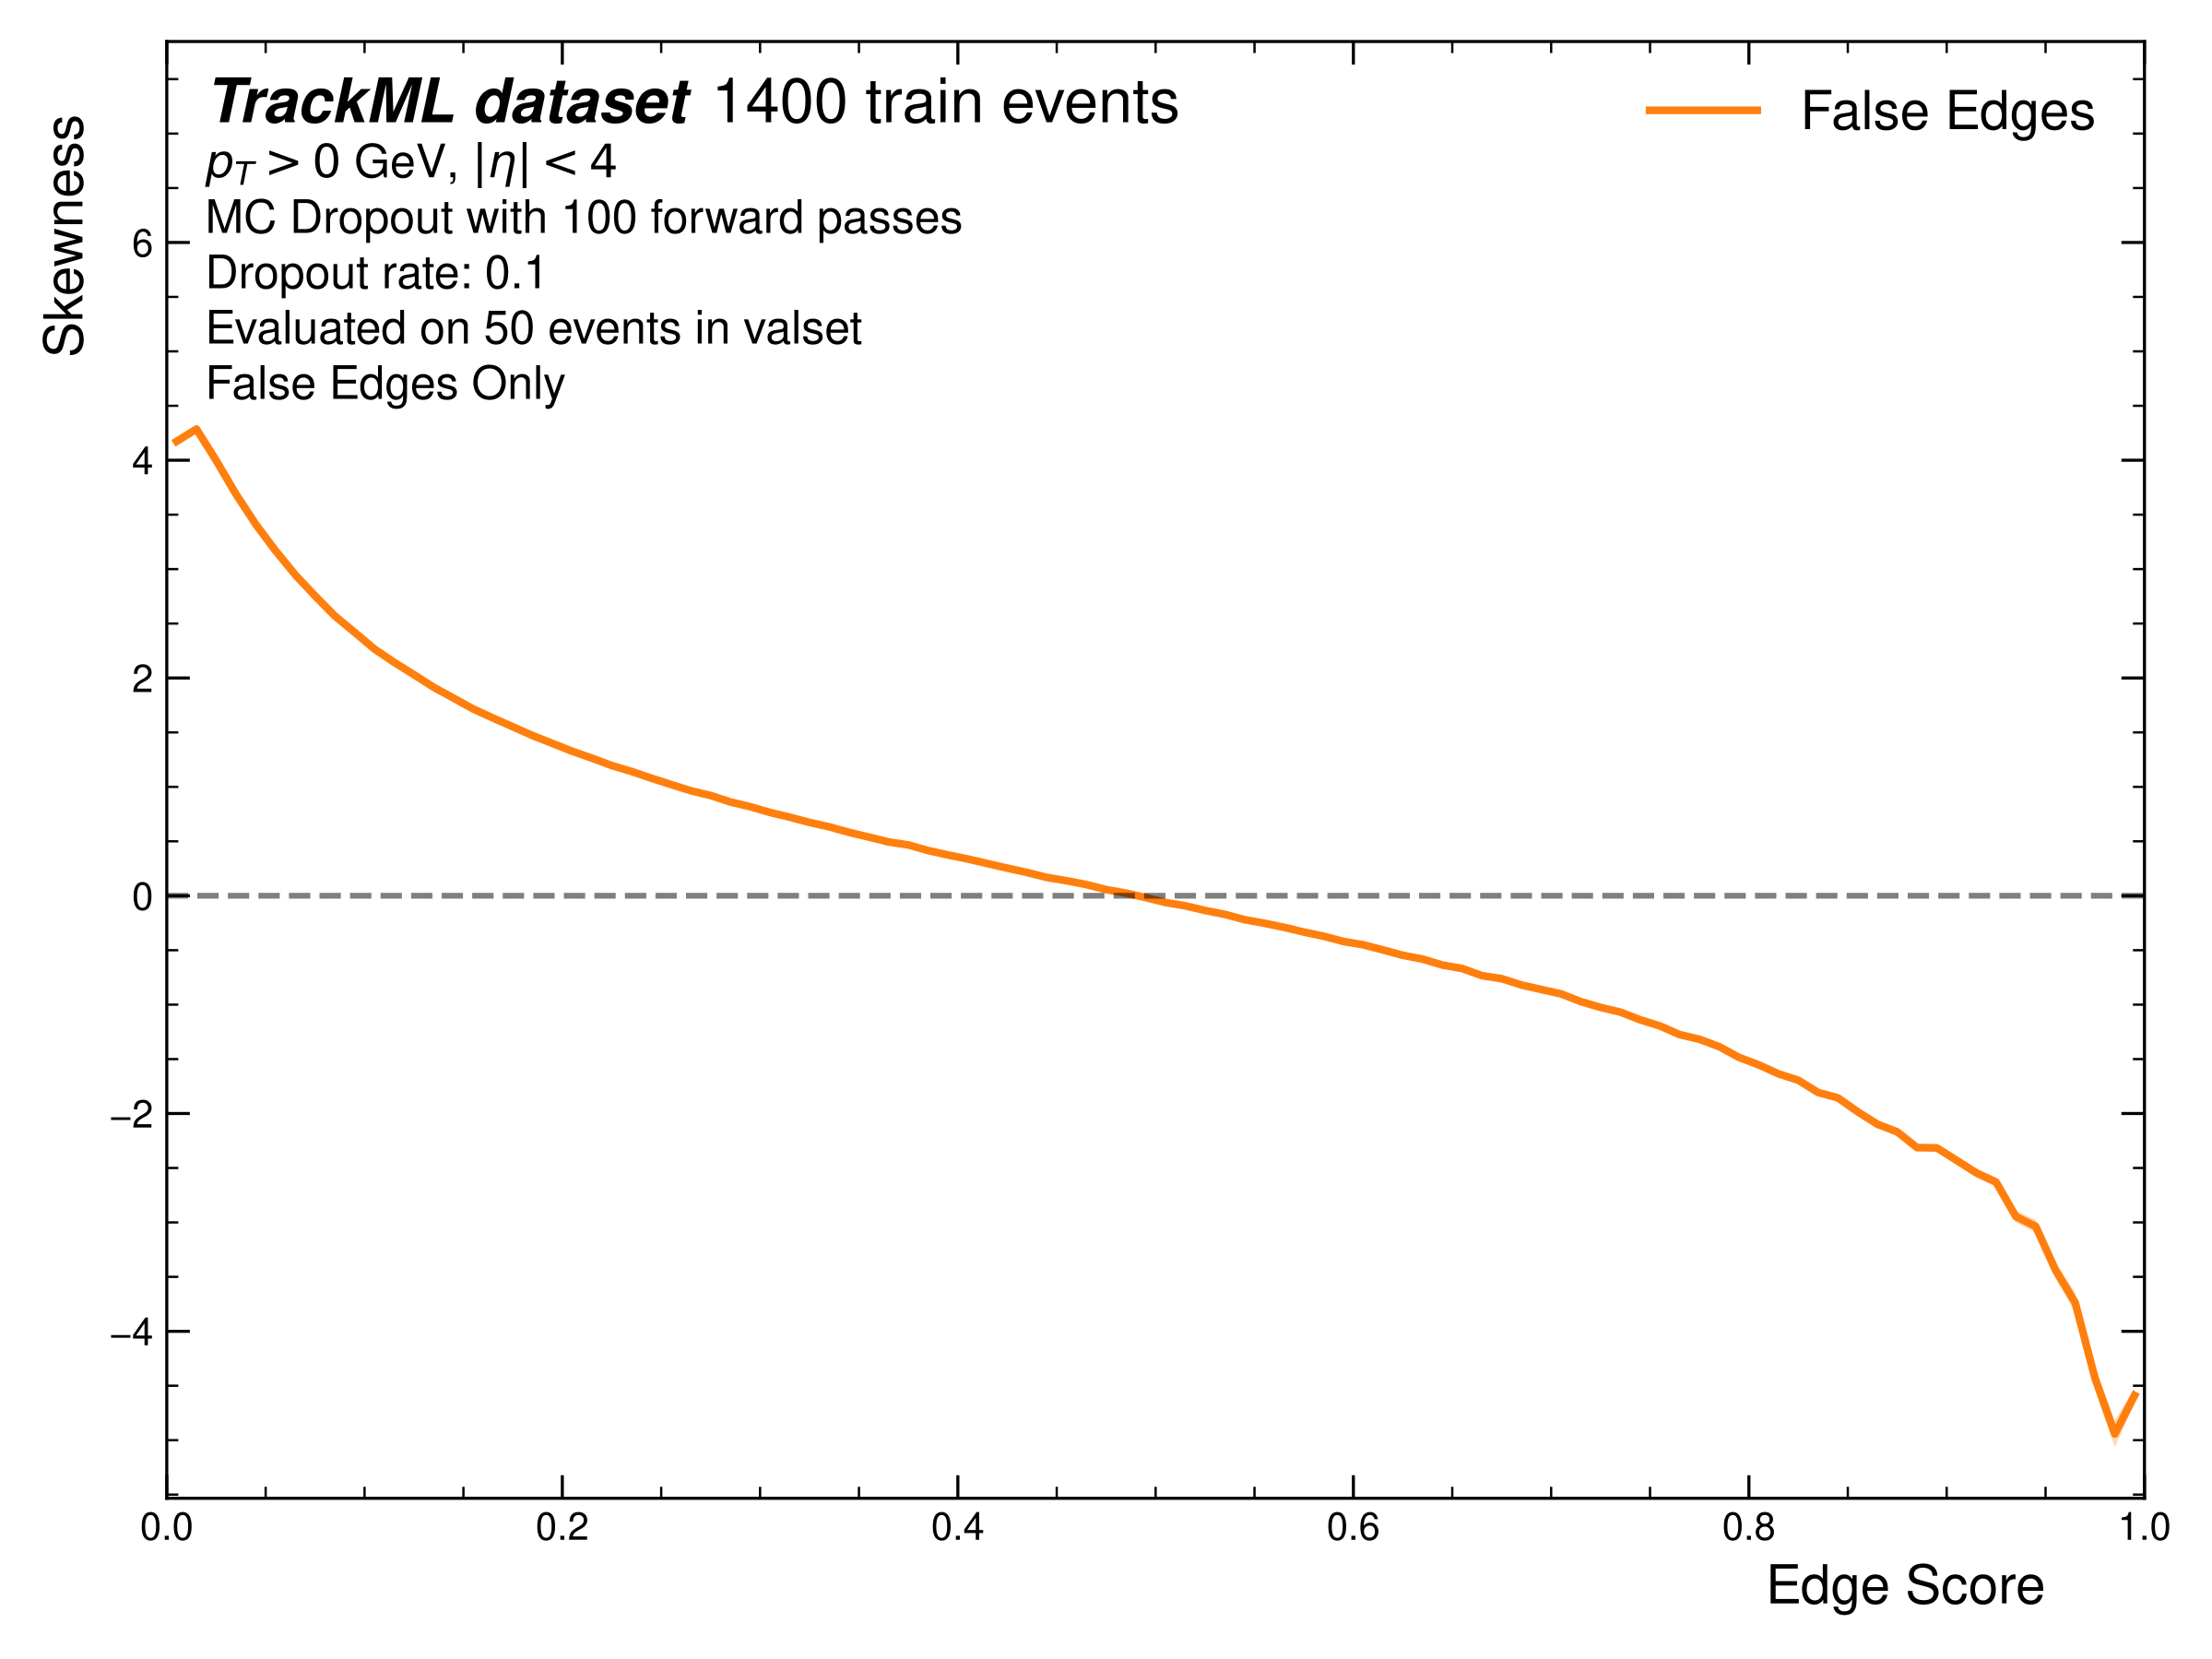 TrackML dataset 1400 train events
False Edges
p_T > 0 GeV, |η| < 4
MC Dropout with 100 forward passes
Dropout rate: 0.1
Evaluated on 50 events in valset
False Edges Only
Skewness
6
4
2
0
−2
−4
0.0 0.2 0.4 0.6 0.8 1.0
Edge Score